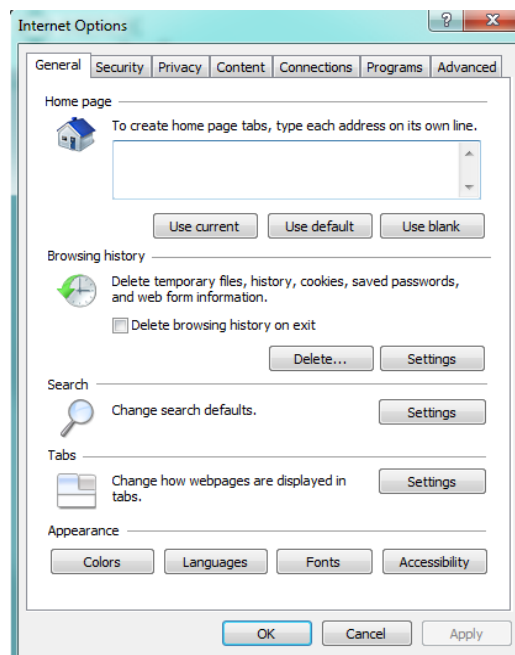 Internet Options
?
X
General Security Privacy Content Connections Programs Advanced
Home page
To create home page tabs, type each address on its own line.
Use current Use default Use blank
Browsing history
Delete temporary files, history, cookies, saved passwords,
and web form information.
Delete browsing history on exit
Delete... Settings
Search
Change search defaults. Settings
Tabs
Change how webpages are displayed in
tabs.
Settings
Appearance
Colors Languages Fonts Accessibility
OK Cancel Apply